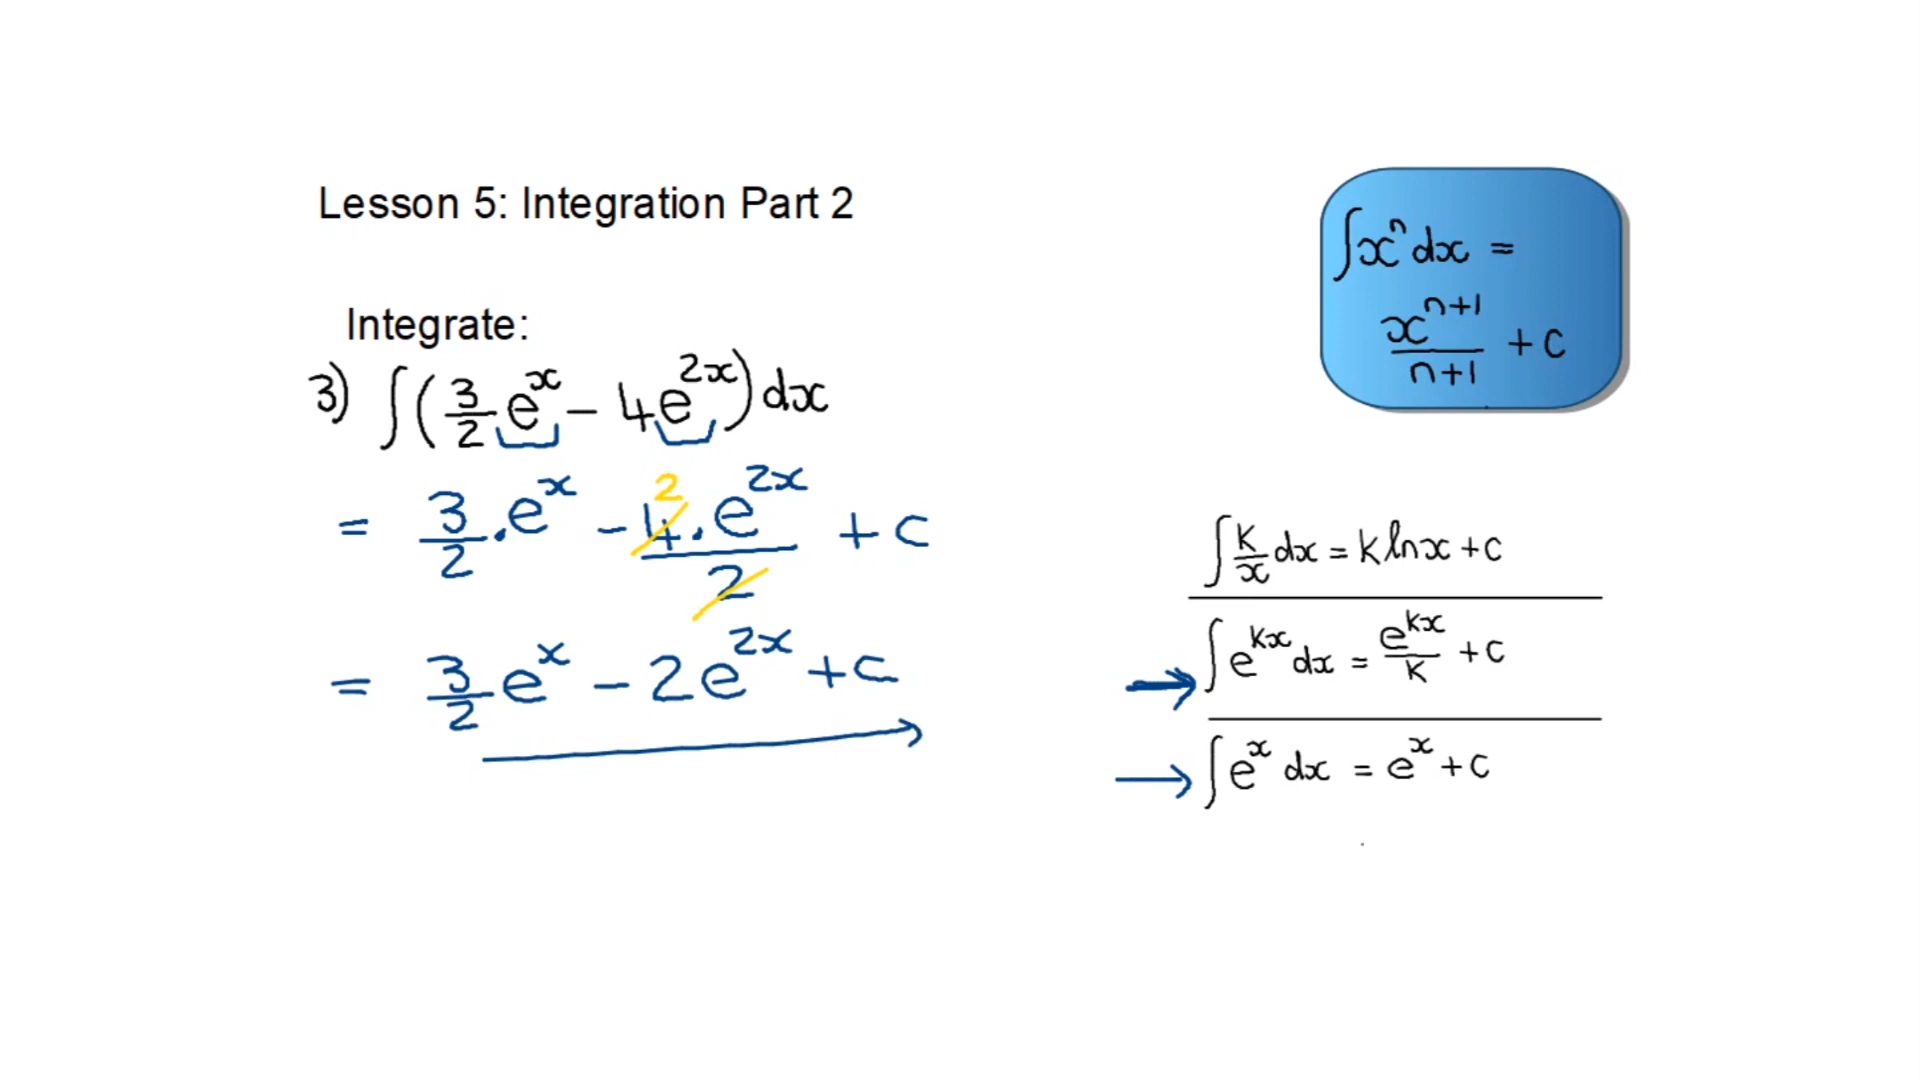 Lesson 5: Integration Part 2
Integrate:
3) ∫(3/2 e^x − 4e^{2x}) dx
= 3/2 · e^x − 4 · e^{2x} / 2 + c
2
= 3/2 e^x − 2e^{2x} + c
∫x^n dx =
x^{n+1} / n+1 + c
∫ k/x dx = k ln x + c
∫ e^{kx} dx = e^{kx}/k + c
∫ e^x dx = e^x + c